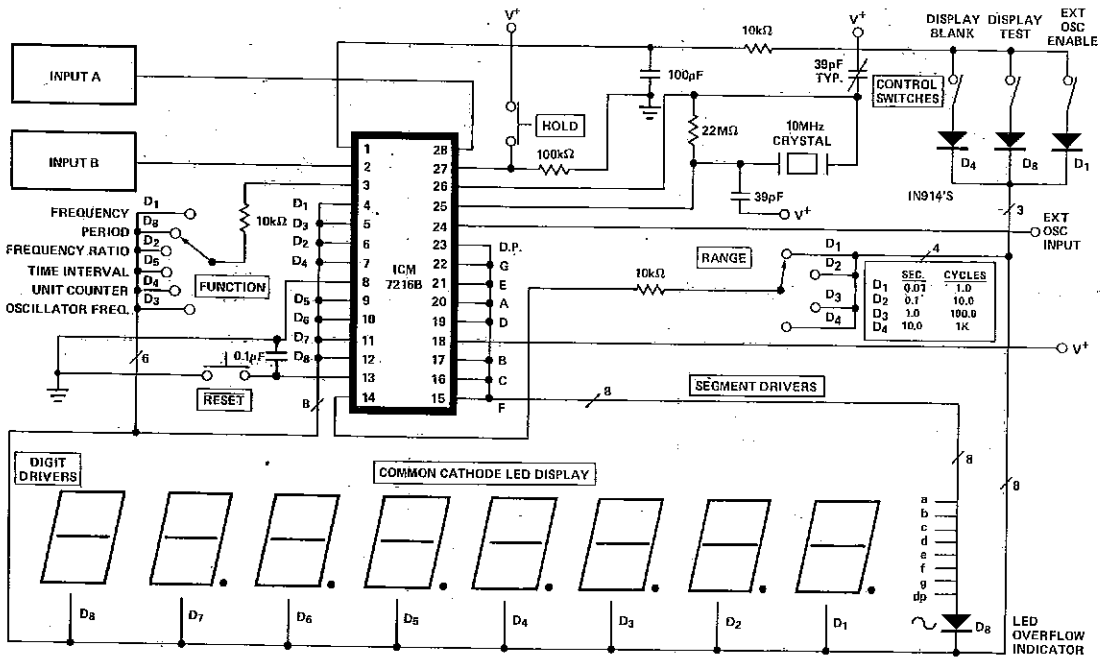 INPUT A
INPUT B
V+
HOLD
100kΩ
100pF
10kΩ
22MΩ
V+
39pF
TYP.
10MHz
CRYSTAL
39pF
V+
CONTROL
SWITCHES
DISPLAY
BLANK
DISPLAY
TEST
EXT
OSC
ENABLE
D4
D8
D1
IN914'S
3
EXT
OSC
INPUT
FREQUENCY
PERIOD
FREQUENCY RATIO
TIME INTERVAL
UNIT COUNTER
OSCILLATOR FREQ.
D1
D8
D2
D5
D4
D3
FUNCTION
10kΩ
6
0.1μF
RESET
8
D1
D3
D2
D4
D5
D6
D7
D8
1
2
3
4
5
6
7
8
9
10
11
12
13
14
ICM
7216B
28
27
26
25
24
23
22
21
20
19
18
17
16
15
D.P.
G
E
A
D
B
C
F
10kΩ
RANGE
D1
D2
D3
D4
4
SEC. CYCLES
D1 0.01 1.0
D2 0.1 10.0
D3 1.0 100.0
D4 10.0 1K
V+
SEGMENT DRIVERS
8
8
8
DIGIT
DRIVERS
COMMON CATHODE LED DISPLAY
a
b
c
d
e
f
g
dp
D8
D7
D6
D5
D4
D3
D2
D1
D8
LED
OVERFLOW
INDICATOR